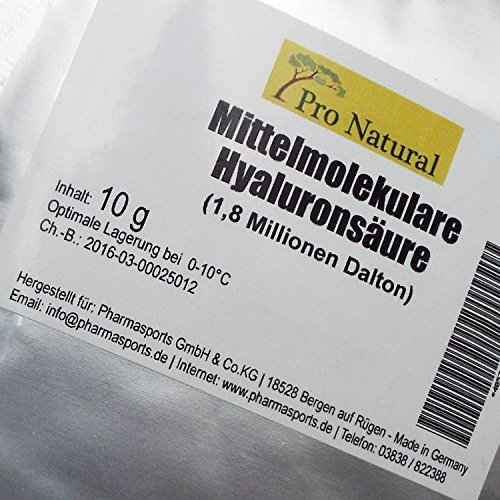 Pro Natural
Mittelmolekulare
Hyaluronsäure
(1,8 Millionen Dalton)
Inhalt: 10 g
Optimale Lagerung bei 0-10°C
Ch.-B.: 2016-03-00025012
Hergestellt für: Pharmasports GmbH & Co.KG | 18528 Bergen auf Rügen - Made in Germany
Email: info@pharmasports.de | Internet: www.pharmasports.de | Telefon: 03838 / 822388